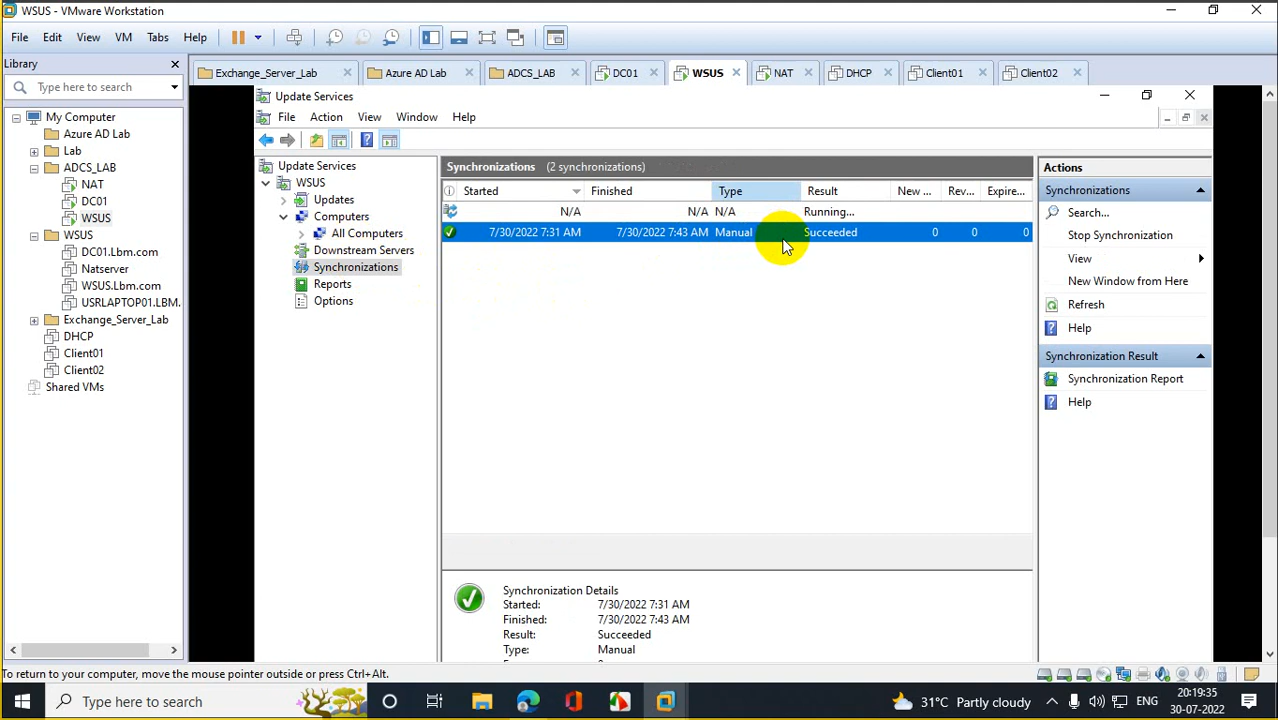 WSUS - VMware Workstation
File Edit View VM Tabs Help
Library
Type here to search
My Computer
Azure AD Lab
Lab
ADCS_LAB
NAT
DC01
WSUS
WSUS
DC01.Lbm.com
Natserver
WSUS.Lbm.com
USRLAPTOP01.LBM.
Exchange_Server_Lab
DHCP
Client01
Client02
Shared VMs
Exchange_Server_Lab Azure AD Lab ADCS_LAB DC01 WSUS NAT DHCP Client01 Client02
Update Services
File Action View Window Help
Update Services
WSUS
Updates
Computers
All Computers
Downstream Servers
Synchronizations
Reports
Options
Synchronizations (2 synchronizations)
Started Finished Type Result New ... Rev... Expire...
N/A N/A N/A Running...
7/30/2022 7:31 AM 7/30/2022 7:43 AM Manual Succeeded 0 0 0
Synchronization Details
Started: 7/30/2022 7:31 AM
Finished: 7/30/2022 7:43 AM
Result: Succeeded
Type: Manual
Actions
Synchronizations
Search...
Stop Synchronization
View
New Window from Here
Refresh
Help
Synchronization Result
Synchronization Report
Help
To return to your computer, move the mouse pointer outside or press Ctrl+Alt.
Type here to search
31°C Partly cloudy
ENG
20:19:35
30-07-2022